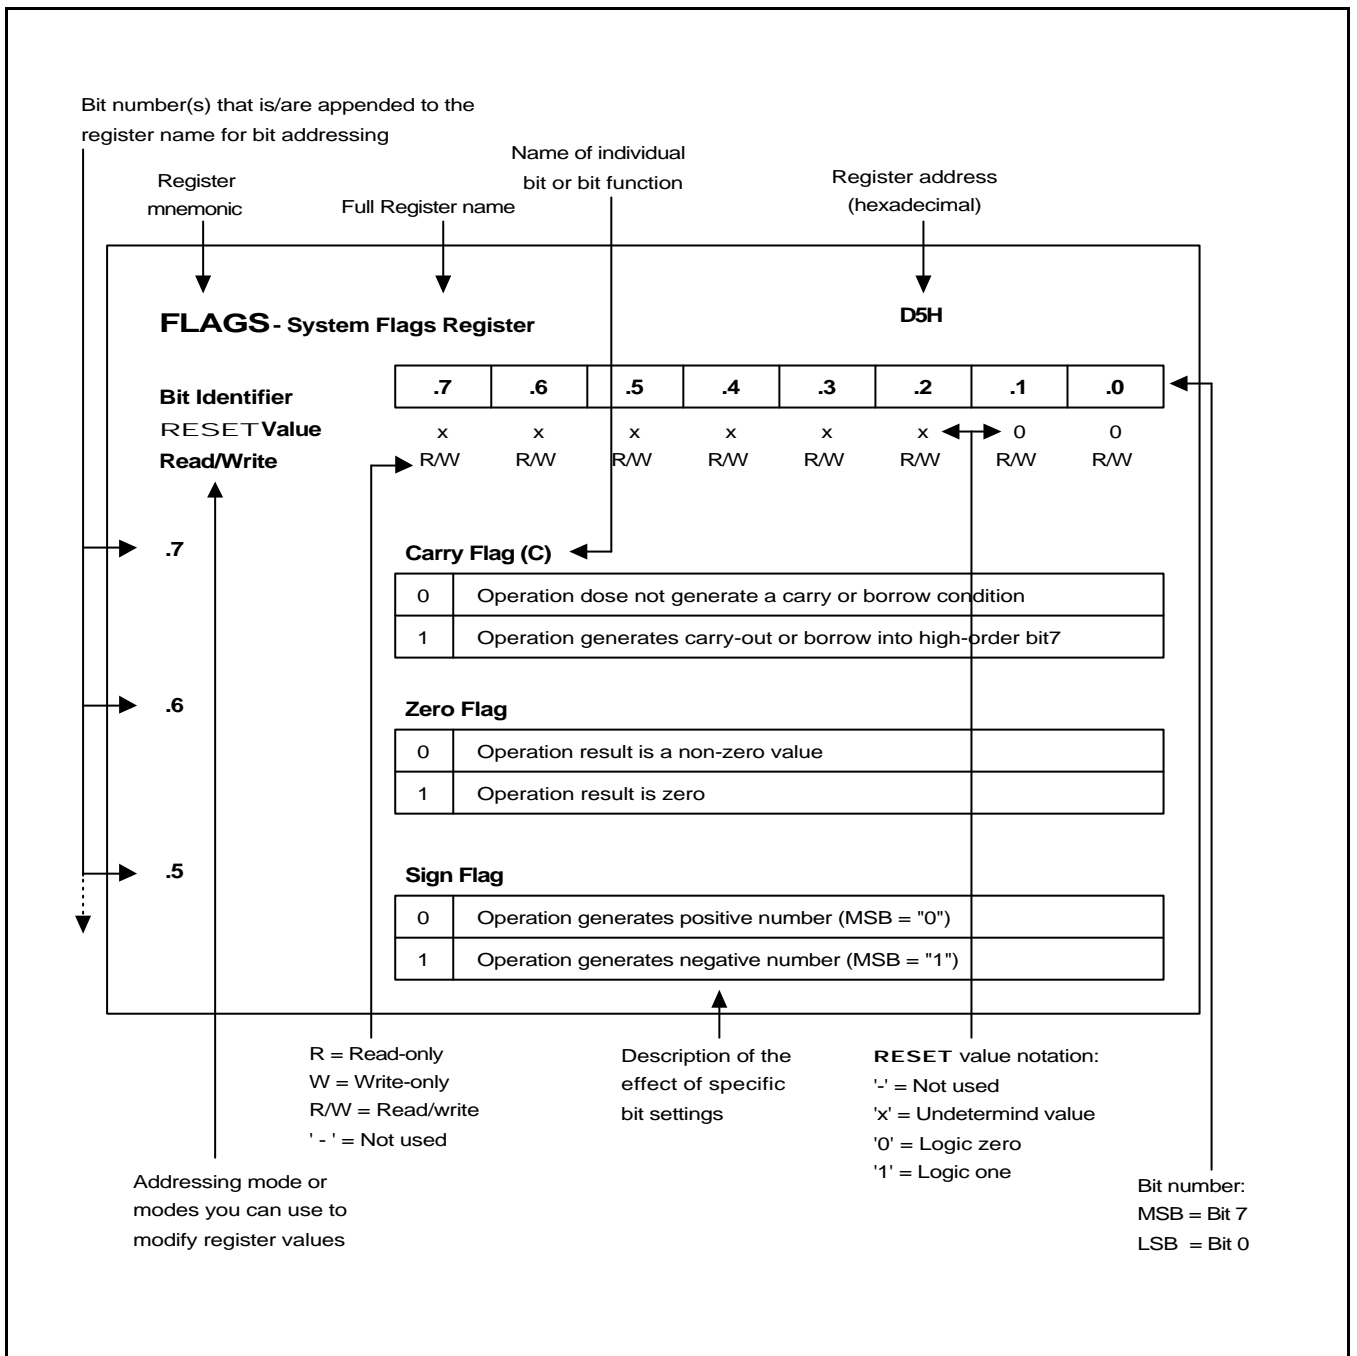 Bit number(s) that is/are appended to the
register name for bit addressing
Name of individual
bit or bit function
Register
mnemonic
Full Register name
Register address
(hexadecimal)
FLAGS - System Flags Register
D5H
Bit Identifier
.7 .6 .5 .4 .3 .2 .1 .0
RESET Value
x x x x x x 0 0
Read/Write
R/W R/W R/W R/W R/W R/W R/W R/W
.7
Carry Flag (C)
0 Operation dose not generate a carry or borrow condition
1 Operation generates carry-out or borrow into high-order bit7
.6
Zero Flag
0 Operation result is a non-zero value
1 Operation result is zero
.5
Sign Flag
0 Operation generates positive number (MSB = "0")
1 Operation generates negative number (MSB = "1")
R = Read-only
W = Write-only
R/W = Read/write
' - ' = Not used
Description of the
effect of specific
bit settings
RESET value notation:
'-' = Not used
'x' = Undetermind value
'0' = Logic zero
'1' = Logic one
Addressing mode or
modes you can use to
modify register values
Bit number:
MSB = Bit 7
LSB = Bit 0